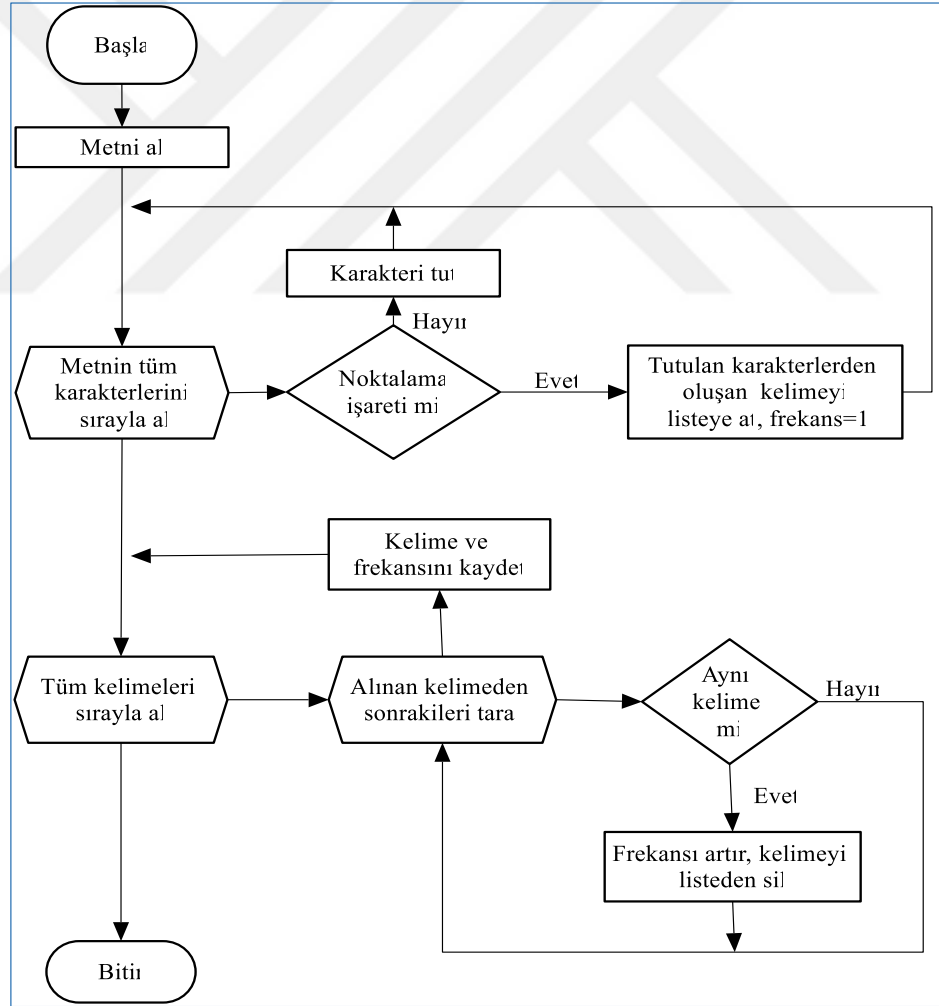 Başla
Metni al
Karakteri tut
Hayır
Metnin tüm
karakterlerini
sırayla al
Noktalama
işareti mi
Evet
Tutulan karakterlerden
oluşan kelimeyi
listeye at, frekans=1
Kelime ve
frekansını kaydet
Tüm kelimeleri
sırayla al
Alınan kelimeden
sonrakileri tara
Aynı
kelime
mi
Hayır
Evet
Frekansı artır, kelimeyi
listeden sil
Bitir